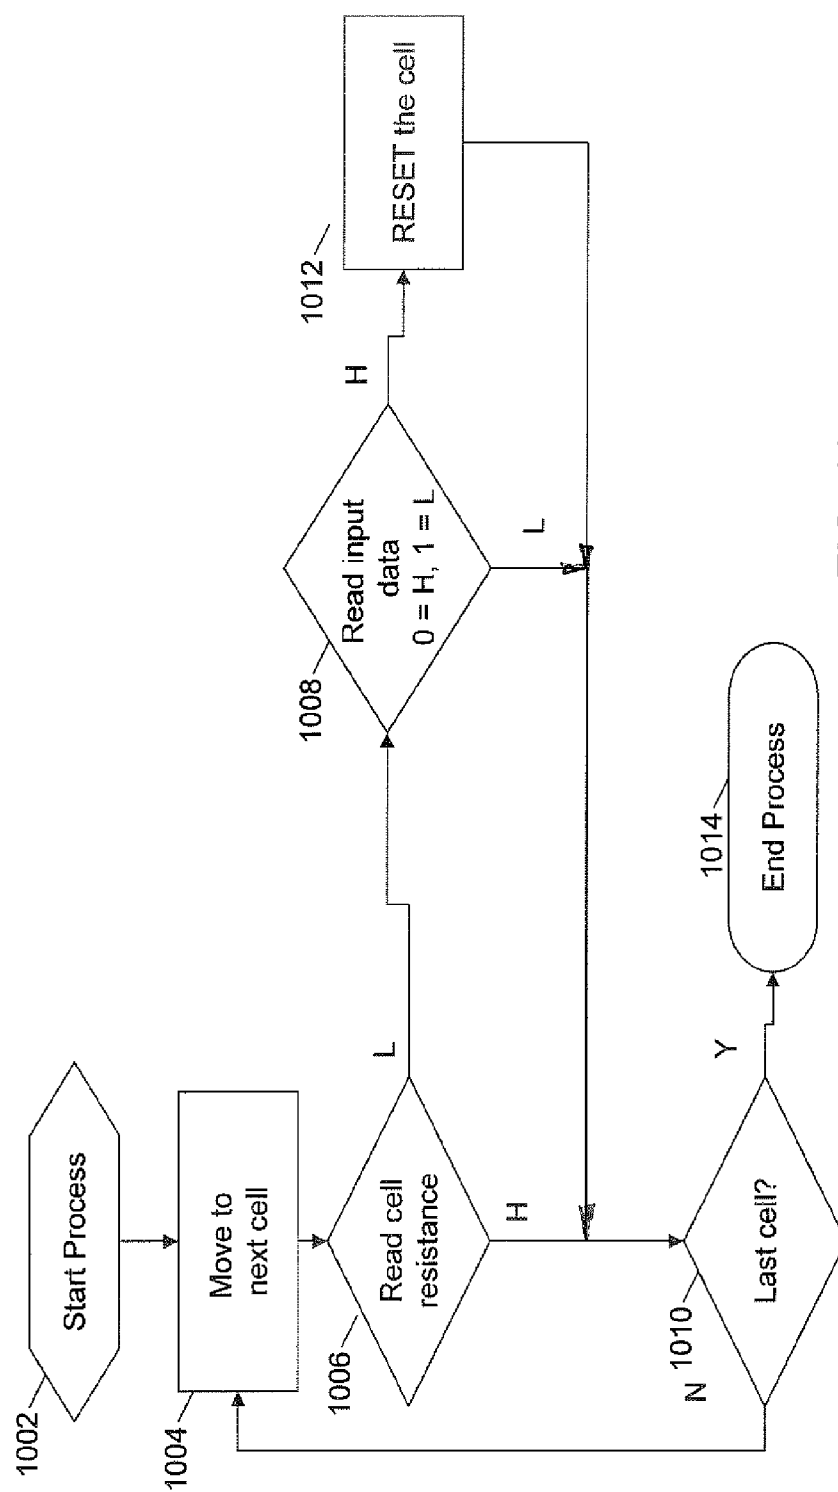 1002
Start Process
1004
Move to
next cell
1006
Read cell
resistance
L
H
1008
Read input
data
0 = H, 1 = L
H
L
1012
RESET the cell
1010
Last cell?
N
Y
1014
End Process